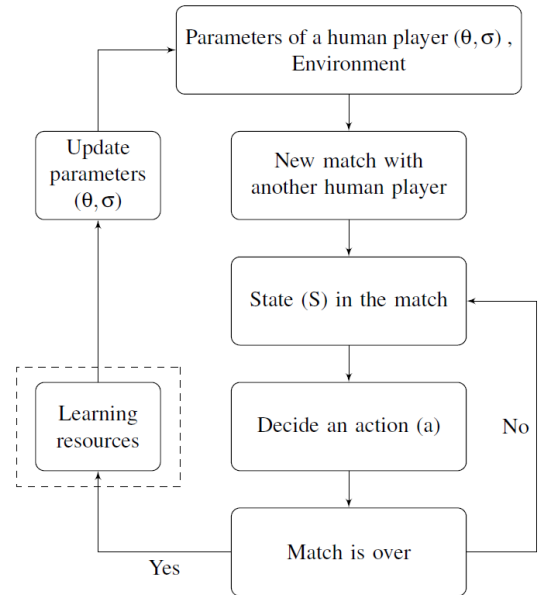 Parameters of a human player (θ, σ) ,
Environment
Update
parameters
(θ, σ)
New match with
another human player
State (S) in the match
Learning
resources
Decide an action (a)
No
Match is over
Yes